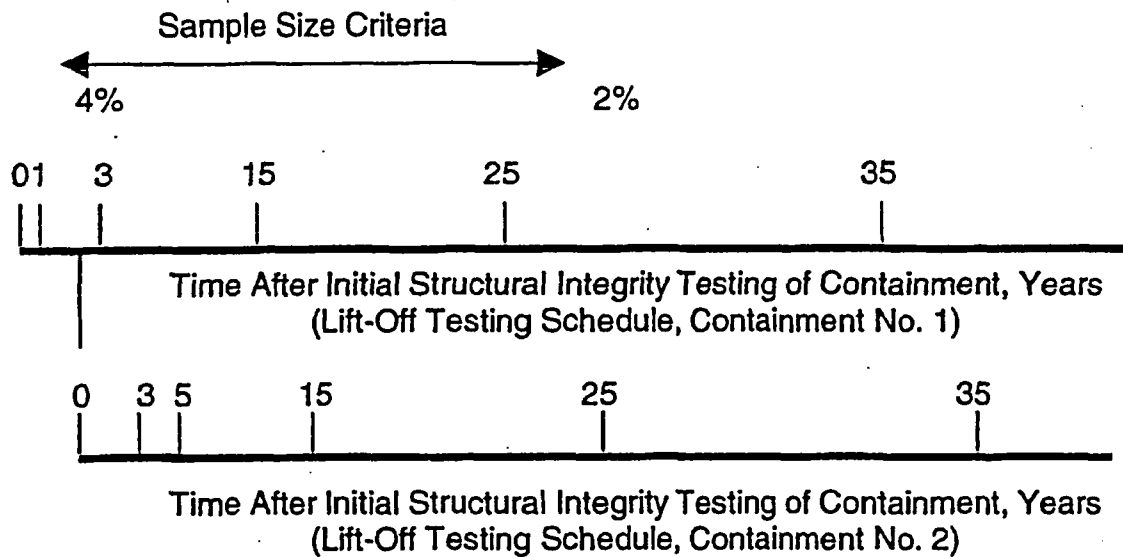 Sample Size Criteria
4% 2%
01 3 15 25 35
Time After Initial Structural Integrity Testing of Containment, Years
(Lift-Off Testing Schedule, Containment No. 1)
0 3 5 15 25 35
Time After Initial Structural Integrity Testing of Containment, Years
(Lift-Off Testing Schedule, Containment No. 2)